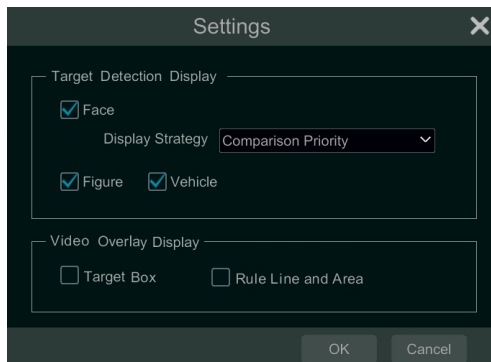 Settings
Target Detection Display
Face
Display Strategy Comparison Priority
Figure Vehicle
Video Overlay Display
Target Box Rule Line and Area
OK Cancel